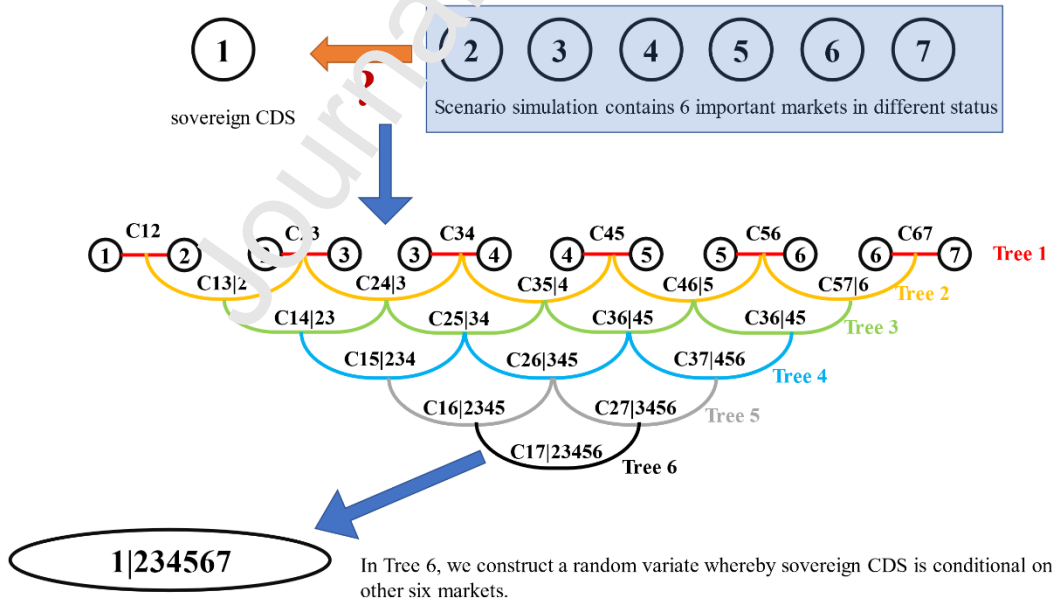 1
2 3 4 5 6 7
?
sovereign CDS
Scenario simulation contains 6 important markets in different status
Journa
C12 C34 C45 C56 C67
1 2 3 3 4 4 5 5 6 6 7 Tree 1
C13|2 C24|3 C35|4 C46|5 C57|6 Tree 2
C14|23 C25|34 C36|45 C36|45 Tree 3
C15|234 C26|345 C37|456 Tree 4
C16|2345 C27|3456 Tree 5
C17|23456 Tree 6
1|234567
In Tree 6, we construct a random variate whereby sovereign CDS is conditional on
other six markets.